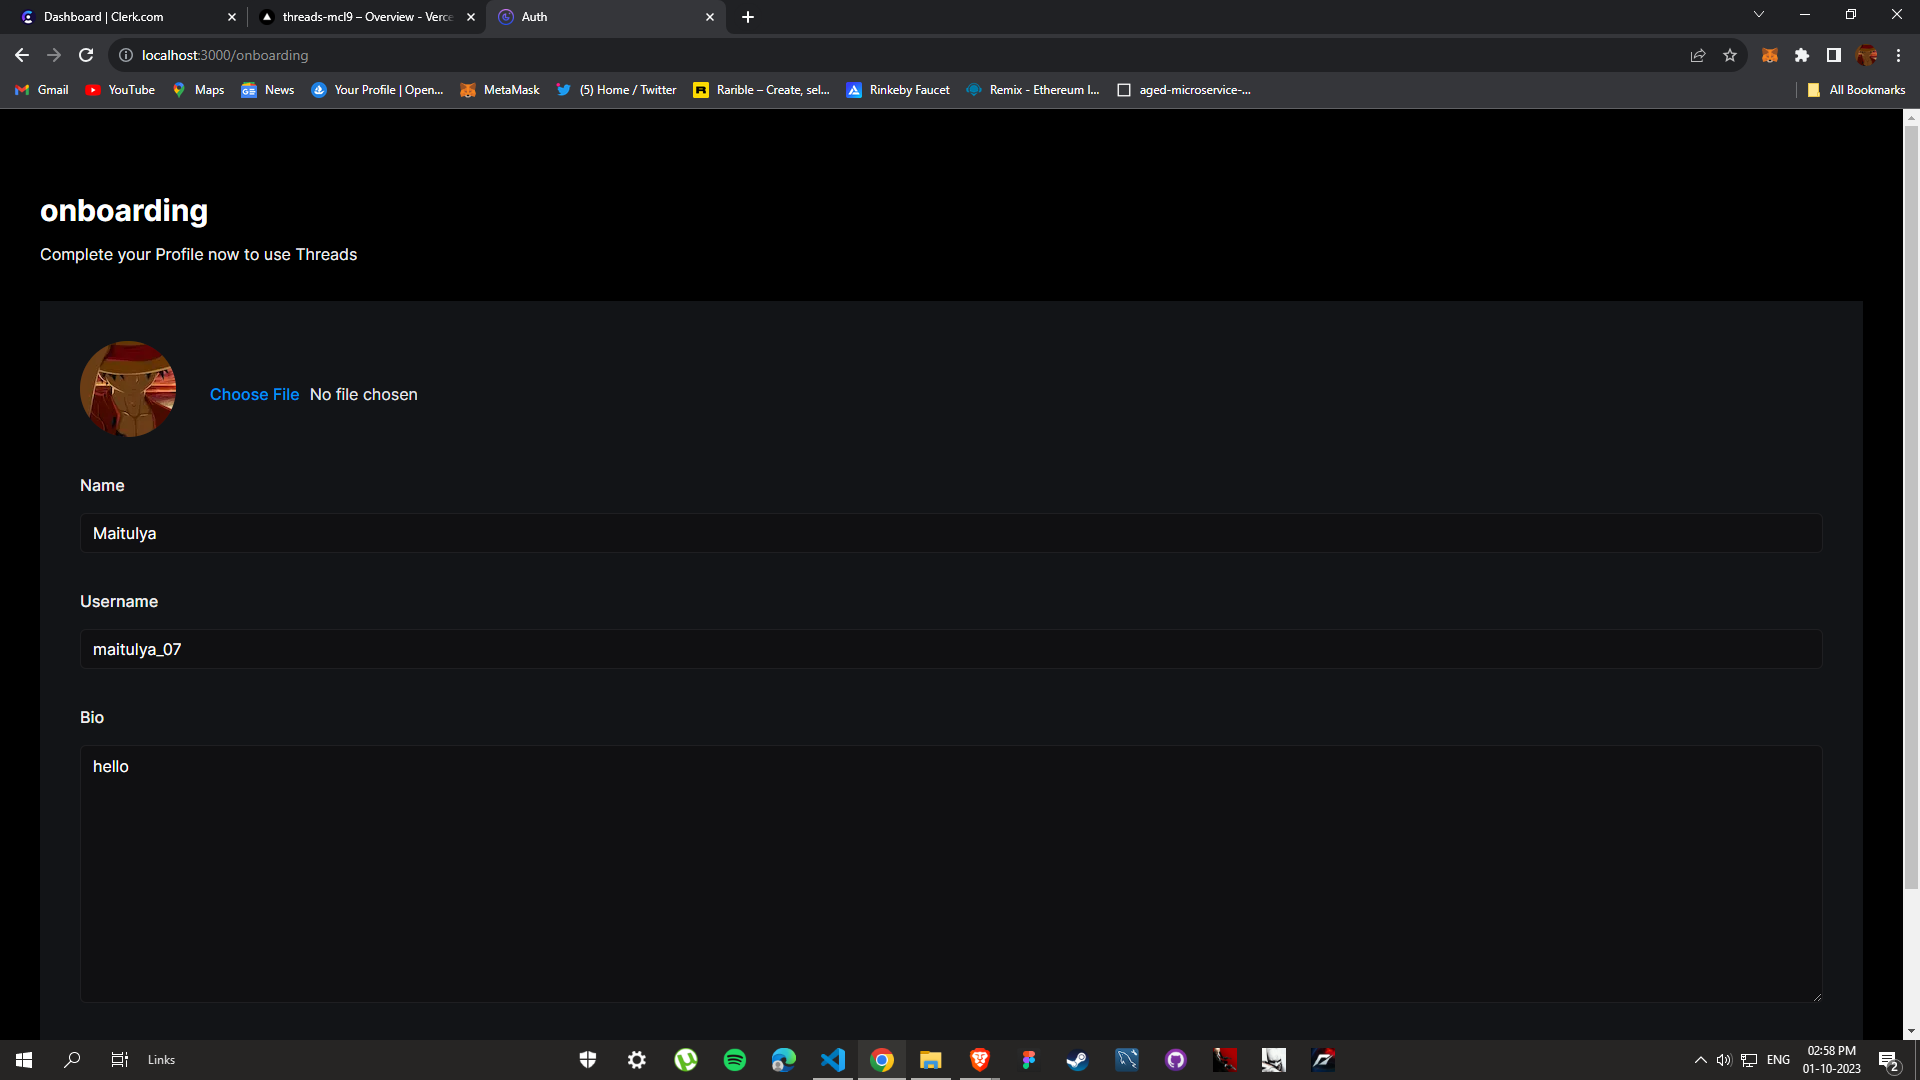 Dashboard | Clerk.com
threads-mcl9 – Overview - Verce
Auth
localhost:3000/onboarding
Gmail
YouTube
Maps
News
Your Profile | Open...
MetaMask
(5) Home / Twitter
Rarible – Create, sel...
Rinkeby Faucet
Remix - Ethereum I...
aged-microservice-...
All Bookmarks
onboarding
Complete your Profile now to use Threads
Choose File No file chosen
Name
Maitulya
Username
maitulya_07
Bio
hello
Links
ENG
02:58 PM
01-10-2023
2